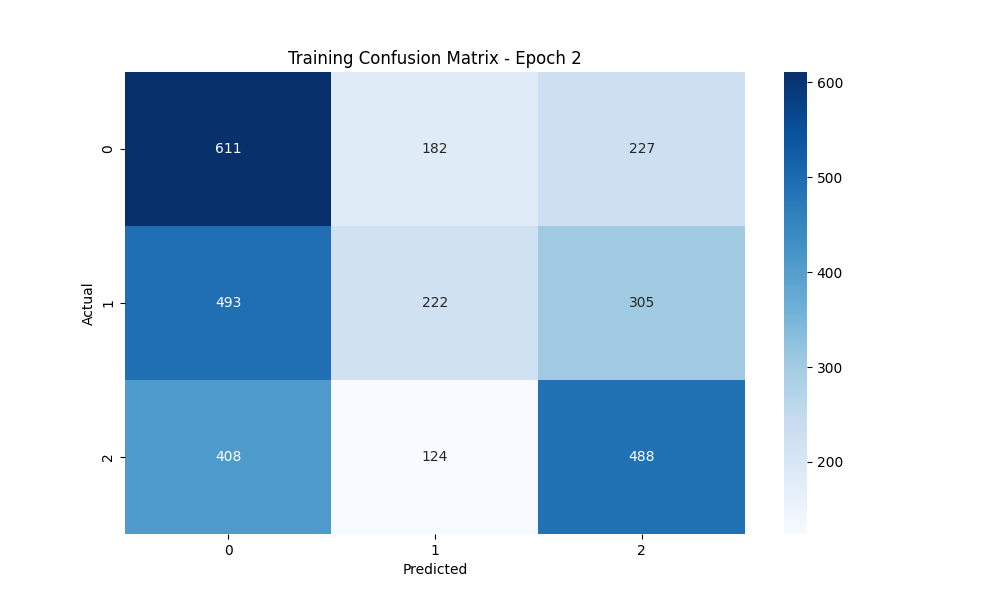 Training Confusion Matrix - Epoch 2
600
0 611 182 227
500
Actual 1 493 222 305
400
300
2 408 124 488
200
0 1 2
Predicted